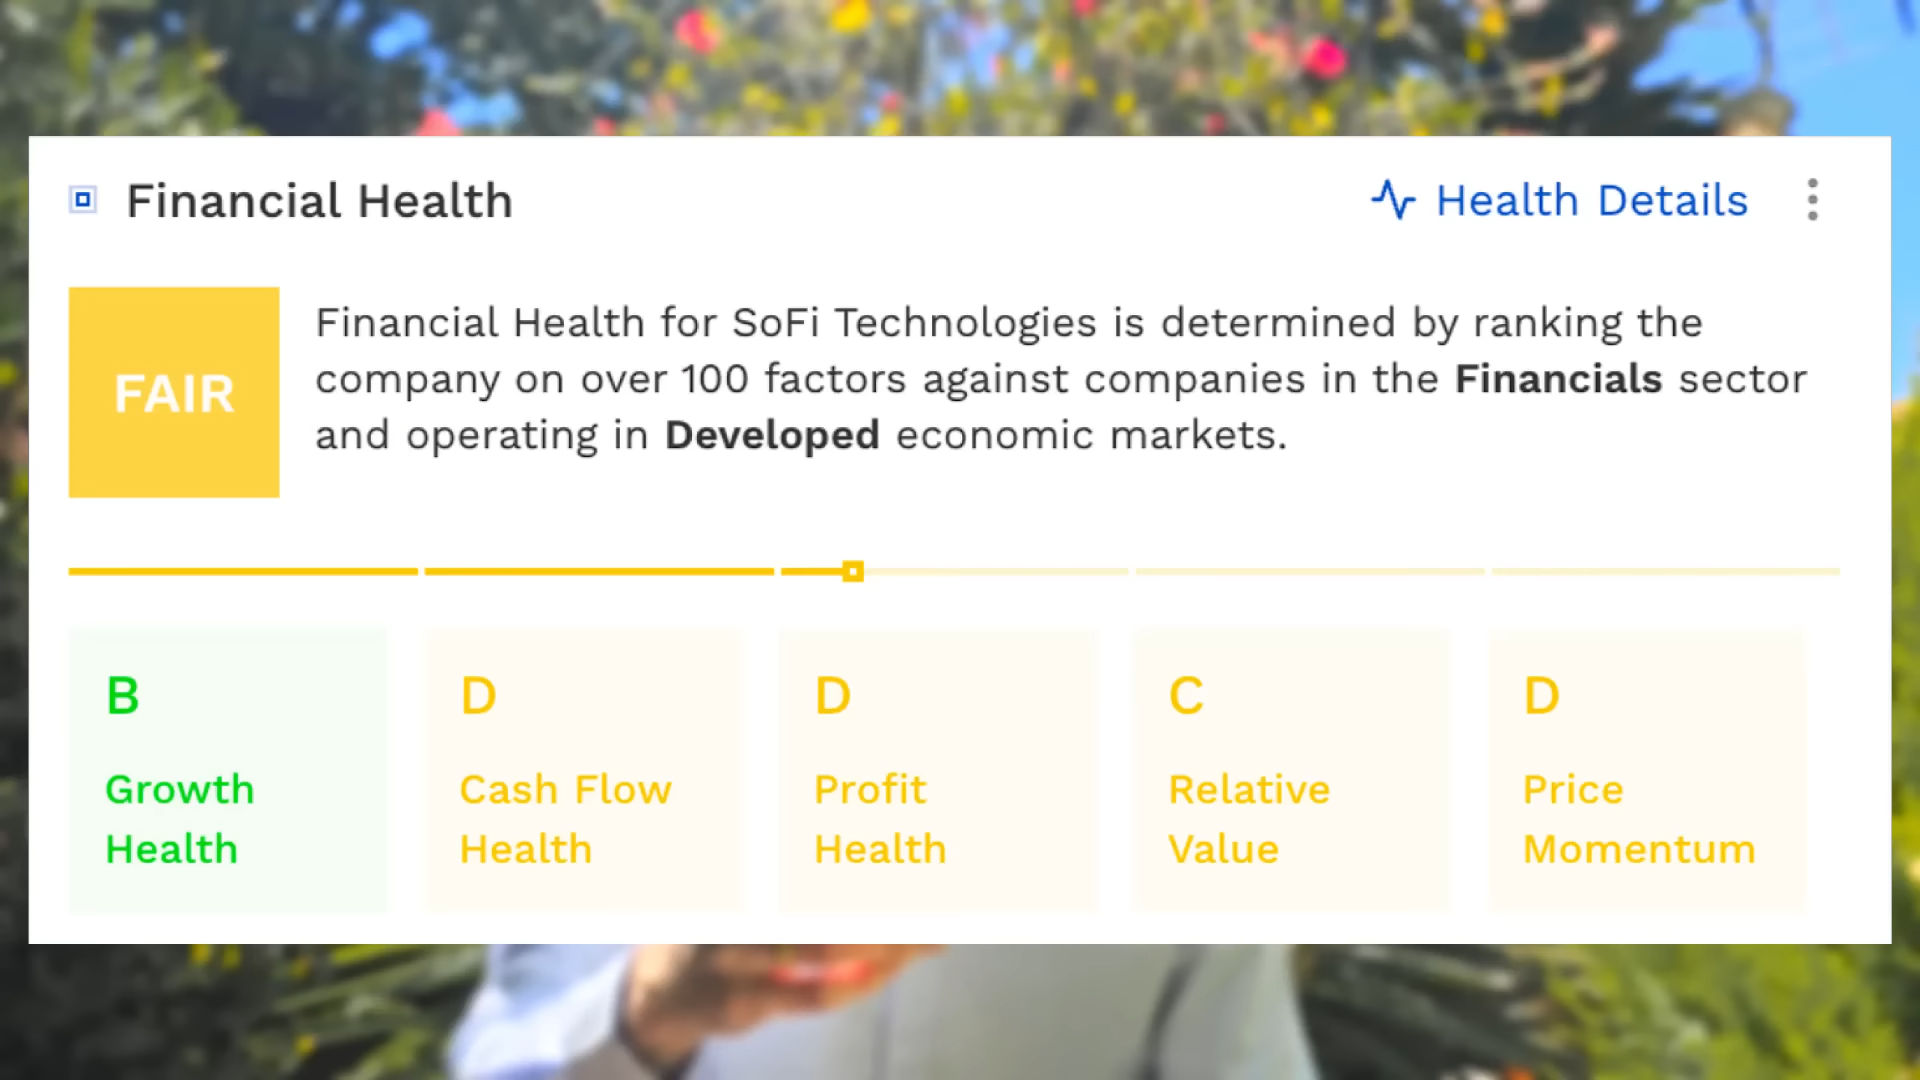 Financial Health
Health Details
FAIR
Financial Health for SoFi Technologies is determined by ranking the
company on over 100 factors against companies in the Financials sector
and operating in Developed economic markets.
B
Growth
Health
D
Cash Flow
Health
D
Profit
Health
C
Relative
Value
D
Price
Momentum